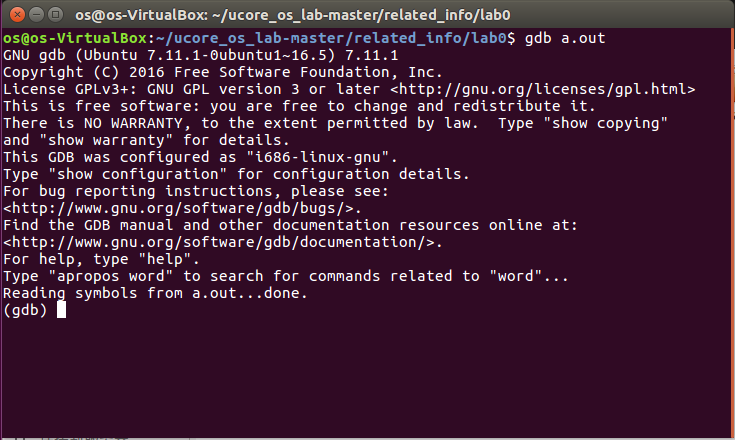 os@os-VirtualBox: ~/ucore_os_lab-master/related_info/lab0
os@os-VirtualBox:~/ucore_os_lab-master/related_info/lab0$ gdb a.out
GNU gdb (Ubuntu 7.11.1-0ubuntu1~16.5) 7.11.1
Copyright (C) 2016 Free Software Foundation, Inc.
License GPLv3+: GNU GPL version 3 or later <http://gnu.org/licenses/gpl.html>
This is free software: you are free to change and redistribute it.
There is NO WARRANTY, to the extent permitted by law.  Type "show copying"
and "show warranty" for details.
This GDB was configured as "i686-linux-gnu".
Type "show configuration" for configuration details.
For bug reporting instructions, please see:
<http://www.gnu.org/software/gdb/bugs/>.
Find the GDB manual and other documentation resources online at:
<http://www.gnu.org/software/gdb/documentation/>.
For help, type "help".
Type "apropos word" to search for commands related to "word"...
Reading symbols from a.out...done.
(gdb)